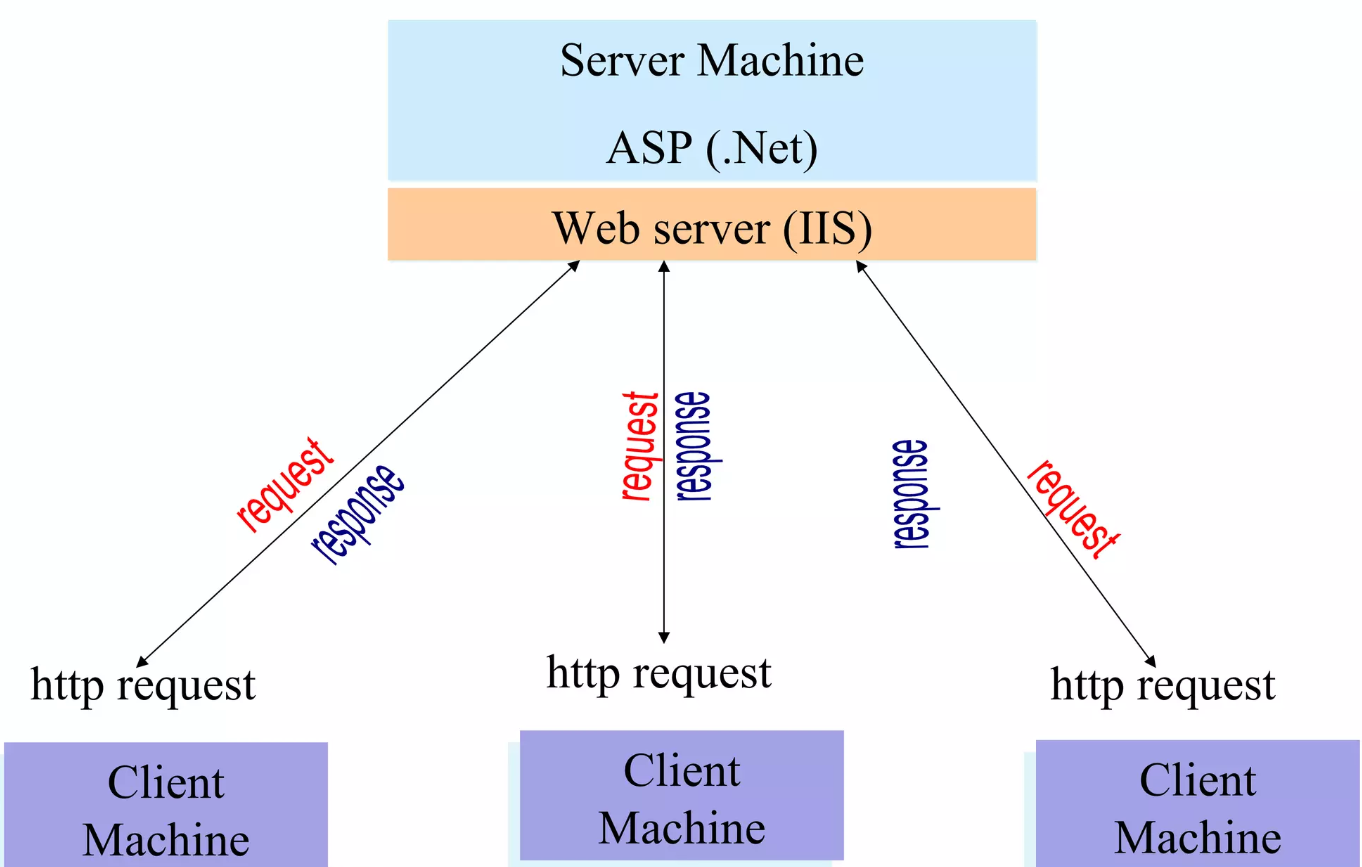 Server Machine
ASP (.Net)
Web server (IIS)
request
response
request
response
response
request
http request
http request
http request
Client
Machine
Client
Machine
Client
Machine